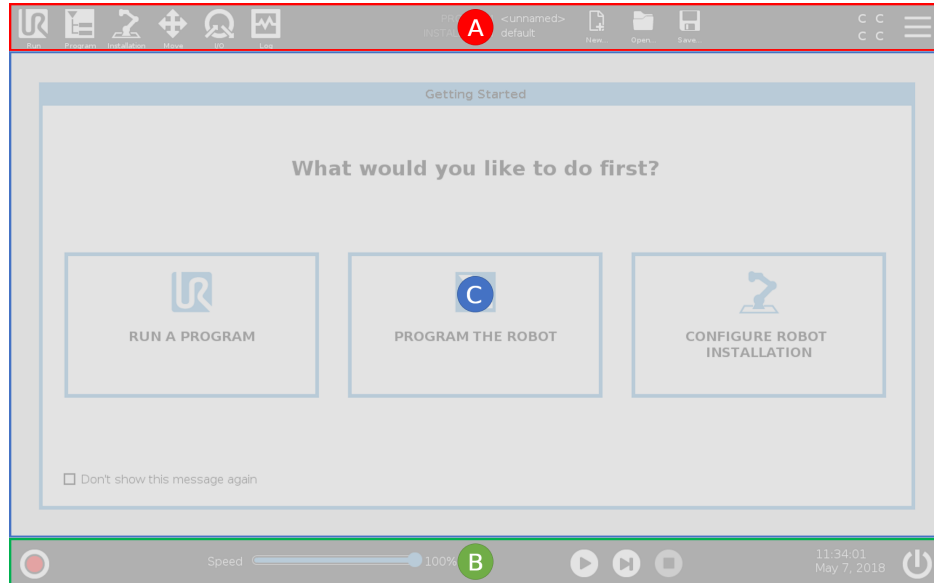 Run Program Installation Move I/O Log
A
<unnamed>
default
New... Open... Save...
C C
C C
Getting Started
What would you like to do first?
C
RUN A PROGRAM
PROGRAM THE ROBOT
CONFIGURE ROBOT
INSTALLATION
Don't show this message again
Speed
100%
B
11:34:01
May 7, 2018